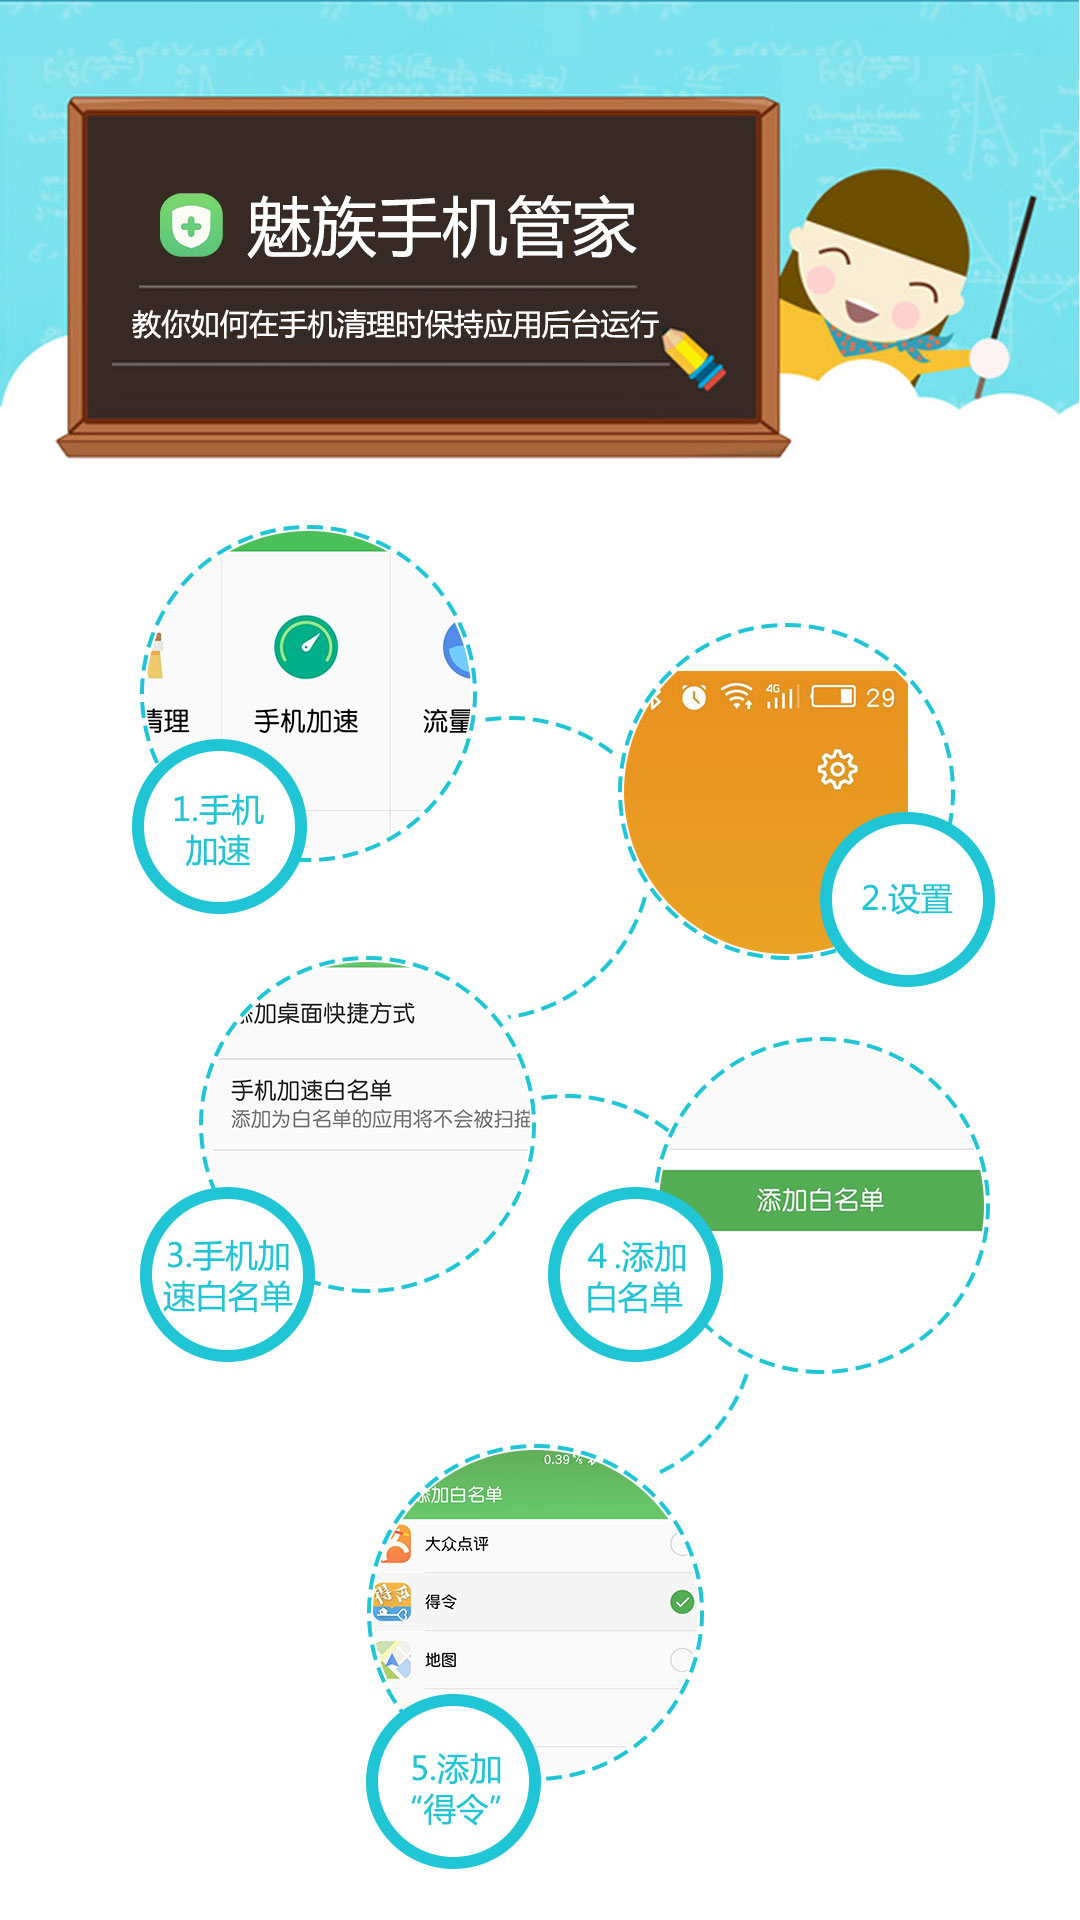 魅族手机管家
教你如何在手机清理时保持应用后台运行
清理
手机加速
流量
1.手机
加速
4G
29
2.设置
添加桌面快捷方式
手机加速白名单
添加为白名单的应用将不会被扫描
3.手机加
速白名单
添加白名单
4.添加
白名单
0.39 %
添加白名单
大众点评
得令
得令
地图
5.添加
“得令”